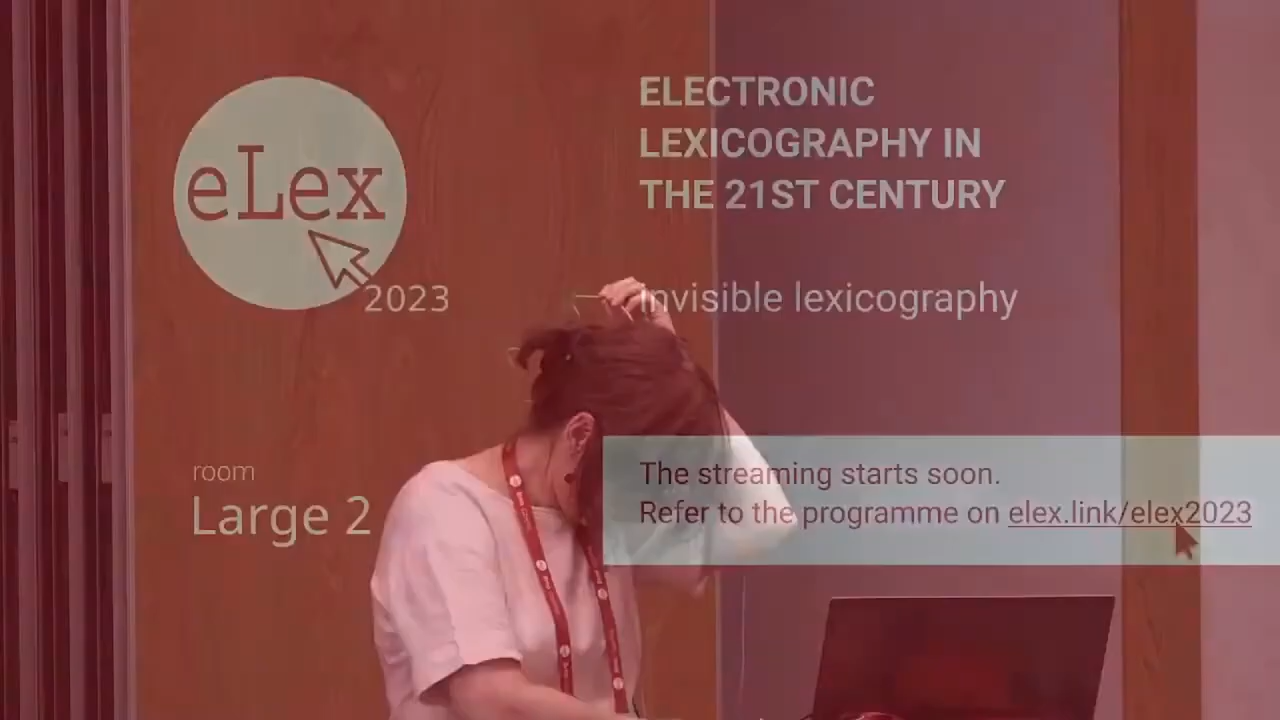 eLex
2023
ELECTRONIC
LEXICOGRAPHY IN
THE 21ST CENTURY
Invisible lexicography
room
Large 2
The streaming starts soon.
Refer to the programme on elex.link/elex2023